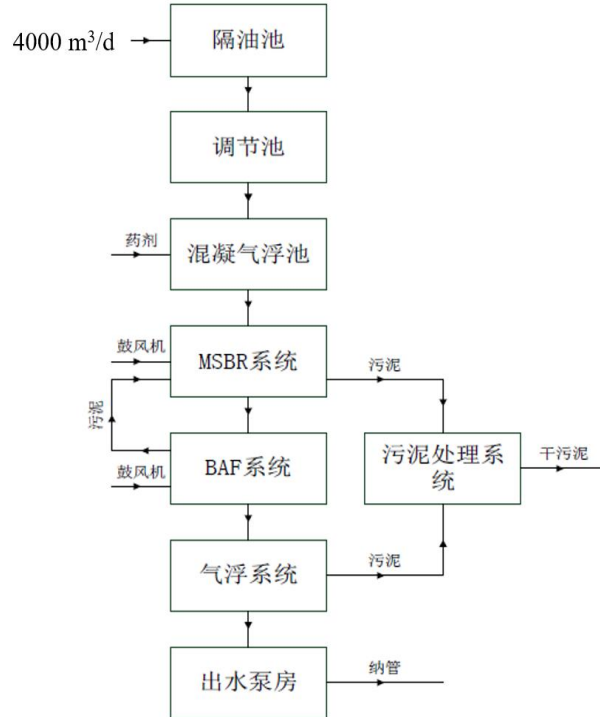 4000 m³/d
隔油池
调节池
药剂
混凝气浮池
鼓风机
MSBR系统
污泥
污泥
鼓风机
BAF系统
污泥处理系
统
干污泥
气浮系统
污泥
出水泵房
纳管